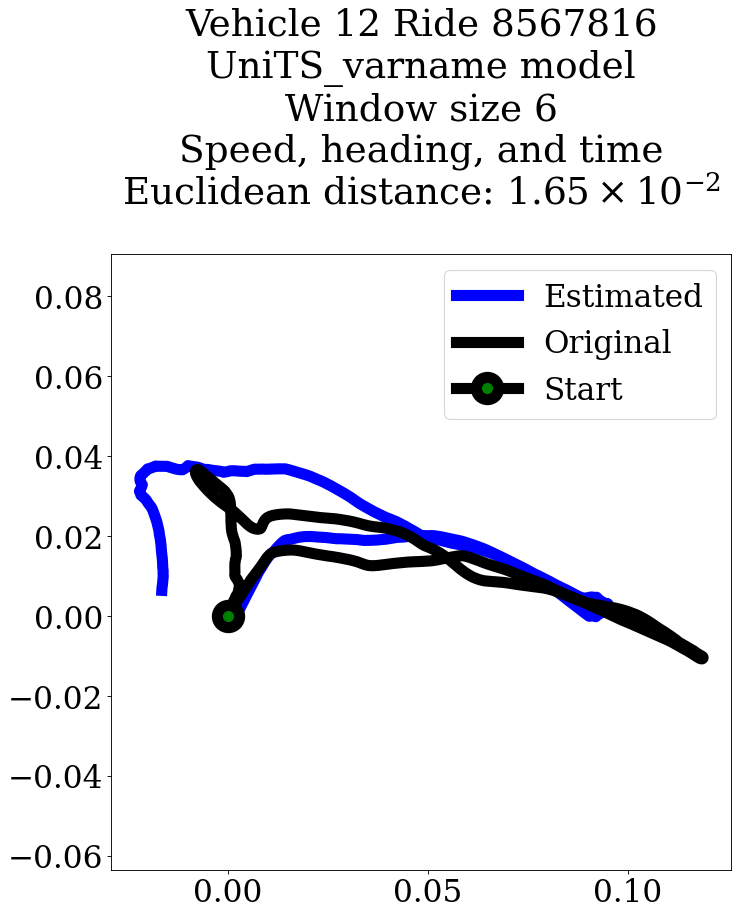 Vehicle 12 Ride 8567816
UniTS_varname model
Window size 6
Speed, heading, and time
Euclidean distance: 1.65 × 10⁻²
Estimated
Original
Start
0.08
0.06
0.04
0.02
0.00
−0.02
−0.04
−0.06
0.00 0.05 0.10